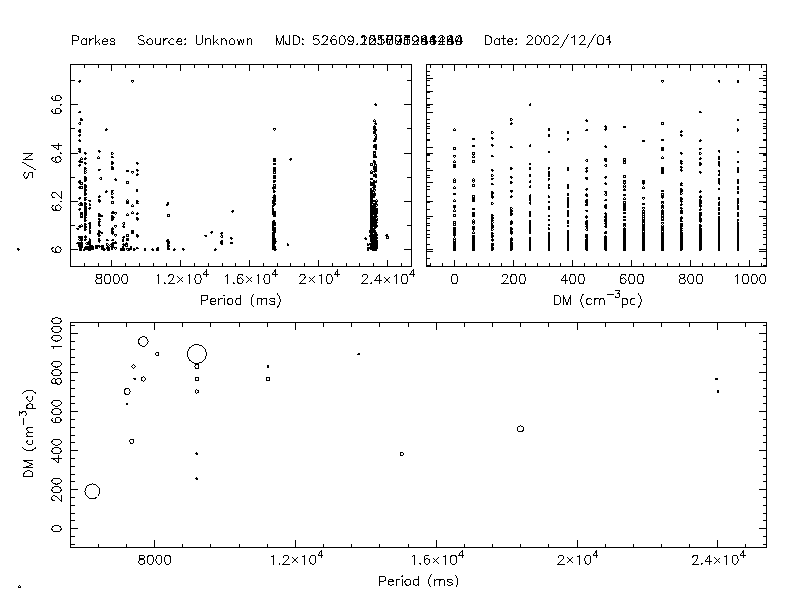 Parkes Source: Unknown MJD: Date: 2002/12/01
S/N
6.6
6.4
6.2
6
8000 1.2×10⁴ 1.6×10⁴ 2×10⁴ 2.4×10⁴
Period (ms)
0 200 400 600 800 1000
DM (cm⁻³pc)
DM (cm⁻³pc)
1000
800
600
400
200
0
8000 1.2×10⁴ 1.6×10⁴ 2×10⁴ 2.4×10⁴
Period (ms)